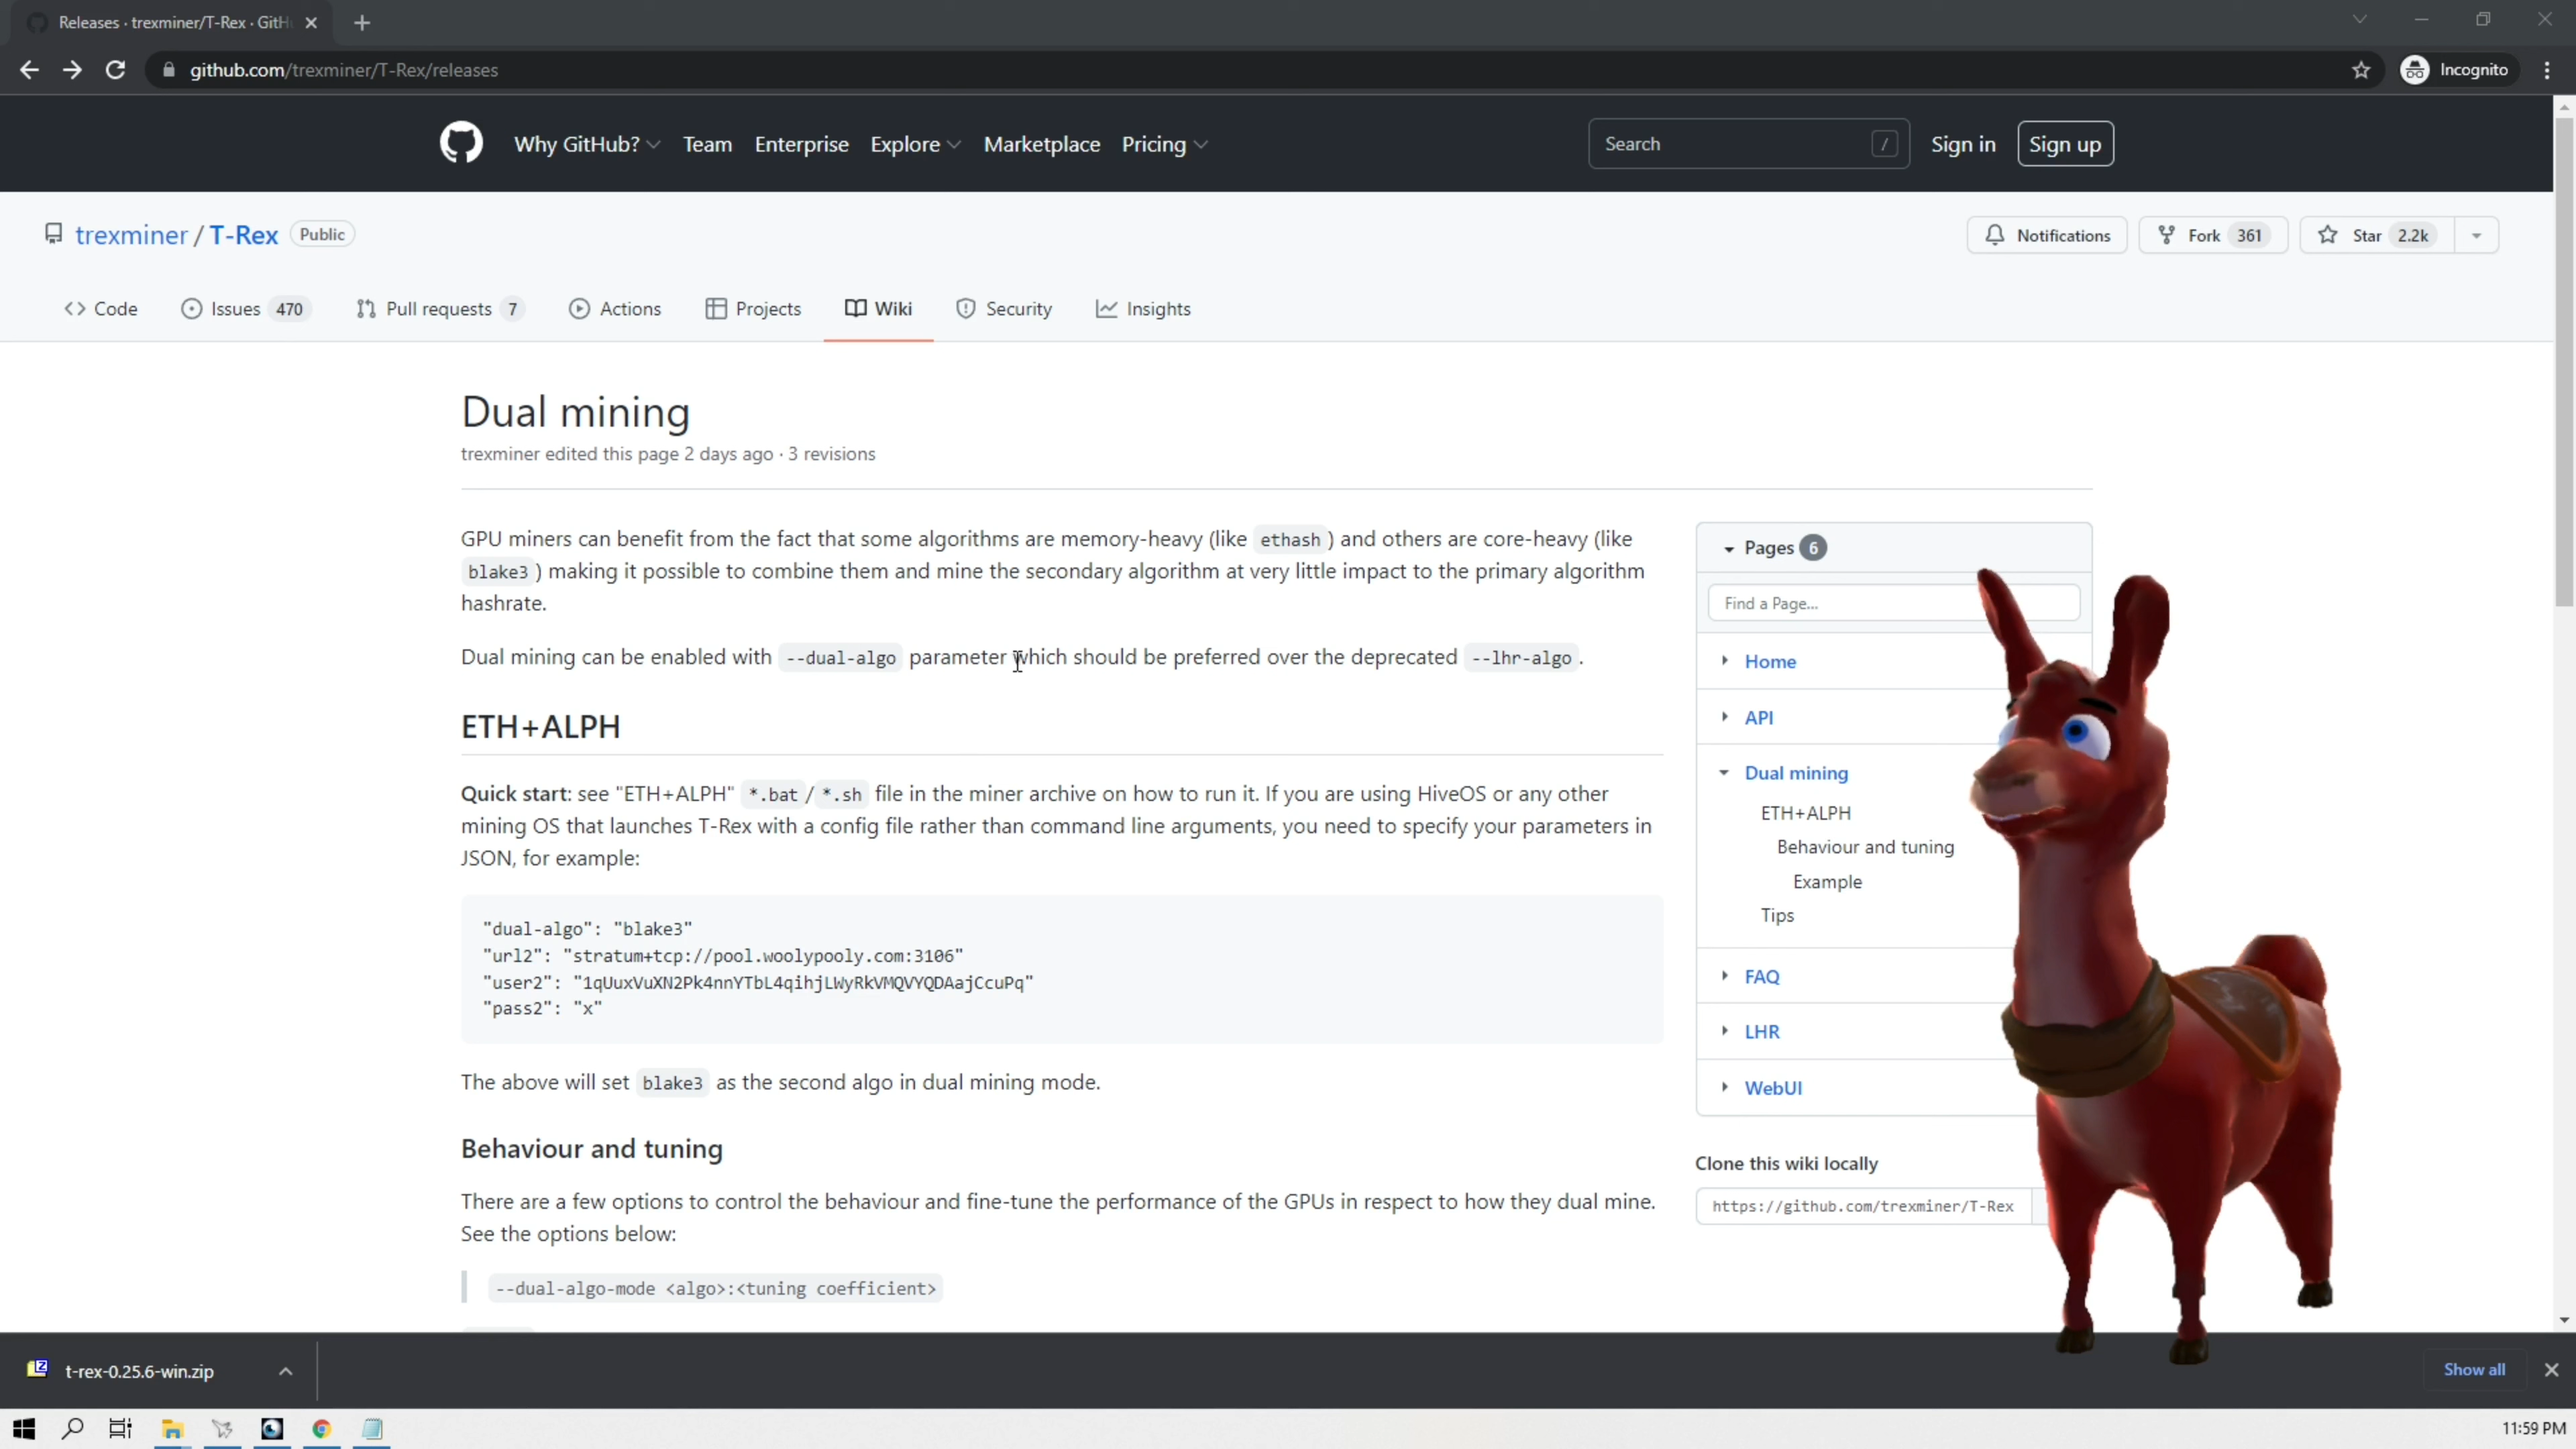 Releases · trexminer/T-Rex · GitH
github.com/trexminer/T-Rex/releases
Incognito
Why GitHub? Team Enterprise Explore Marketplace Pricing Search / Sign in Sign up
trexminer / T-Rex Public Notifications Fork 361 Star 2.2k
Code Issues 470 Pull requests 7 Actions Projects Wiki Security Insights
Dual mining
trexminer edited this page 2 days ago · 3 revisions
GPU miners can benefit from the fact that some algorithms are memory-heavy (like ethash ) and others are core-heavy (like
blake3 ) making it possible to combine them and mine the secondary algorithm at very little impact to the primary algorithm
hashrate.
Dual mining can be enabled with --dual-algo parameter which should be preferred over the deprecated --lhr-algo .
ETH+ALPH
Quick start: see "ETH+ALPH" *.bat / *.sh file in the miner archive on how to run it. If you are using HiveOS or any other
mining OS that launches T-Rex with a config file rather than command line arguments, you need to specify your parameters in
JSON, for example:
"dual-algo": "blake3"
"url2": "stratum+tcp://pool.woolypooly.com:3106"
"user2": "1qUuxVuXN2Pk4nnYTbL4qihjLWyRkVMQVYQDAajCcuPq"
"pass2": "x"
The above will set blake3 as the second algo in dual mining mode.
Behaviour and tuning
There are a few options to control the behaviour and fine-tune the performance of the GPUs in respect to how they dual mine.
See the options below:
--dual-algo-mode <algo>:<tuning coefficient>
Pages 6
Find a Page...
Home
API
Dual mining
ETH+ALPH
Behaviour and tuning
Example
Tips
FAQ
LHR
WebUI
Clone this wiki locally
https://github.com/trexminer/T-Rex
t-rex-0.25.6-win.zip
Show all
11:59 PM